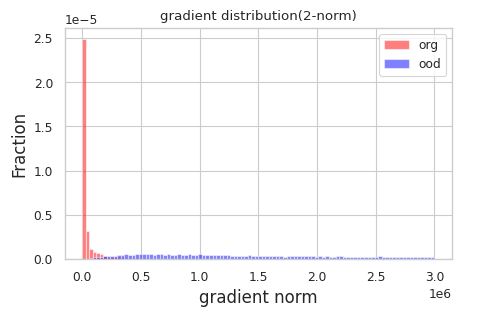 gradient distribution(2-norm)
1e−5
org
ood
2.5
2.0
1.5
1.0
0.5
0.0
Fraction
0.0 0.5 1.0 1.5 2.0 2.5 3.0
1e6
gradient norm